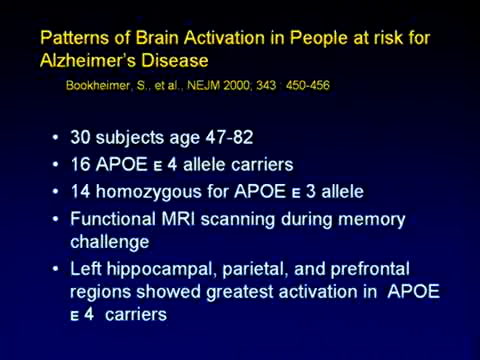 Patterns of Brain Activation in People at risk for
Alzheimer's Disease
Bookheimer, S., et al., NEJM 2000; 343 : 450-456
• 30 subjects age 47-82
• 16 APOE ᴇ 4 allele carriers
• 14 homozygous for APOE ᴇ 3 allele
• Functional MRI scanning during memory
challenge
• Left hippocampal, parietal, and prefrontal
regions showed greatest activation in APOE
ᴇ 4 carriers